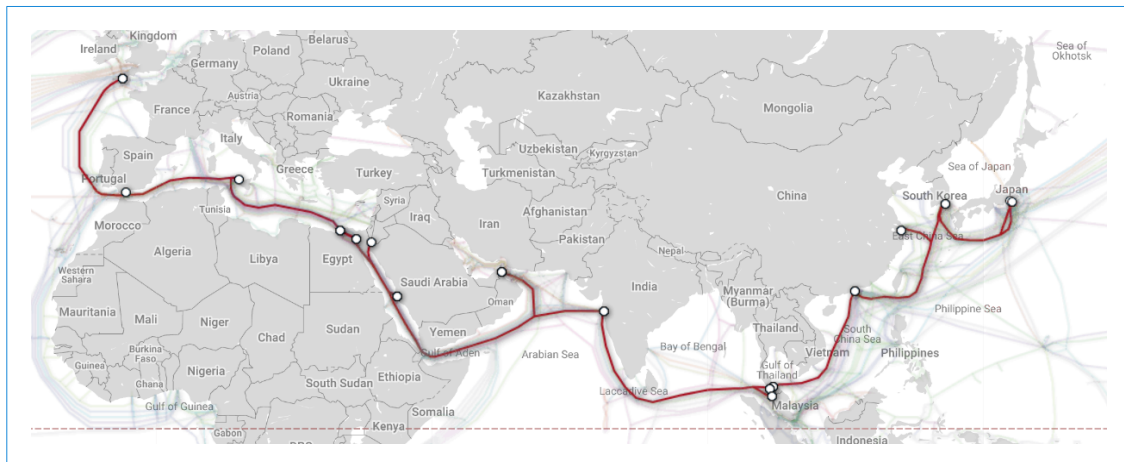 Kingdom
Ireland
Belarus
Poland
Germany
Ukraine
Austria
France
Romania
Italy
Spain
Portugal
Greece
Turkey
Tunisia
Syria
Morocco
Iraq
Iran
Algeria
Libya
Egypt
Western
Sahara
Saudi Arabia
Oman
Mauritania
Mali
Niger
Chad
Sudan
Yemen
Gulf of Aden
Burkina
Faso
Guinea
Ghana
Nigeria
South Sudan
Ethiopia
Somalia
Gulf of Guinea
Gabon
Kenya
Kazakhstan
Uzbekistan
Kyrgyzstan
Turkmenistan
Afghanistan
Pakistan
Nepal
India
Arabian Sea
Laccadive Sea
Bay of Bengal
Mongolia
China
Myanmar
(Burma)
Thailand
Gulf of
Thailand
Vietnam
Malaysia
Indonesia
South
China Sea
Philippines
Philippine Sea
East China Sea
South Korea
Japan
Sea of Japan
Sea of
Okhotsk